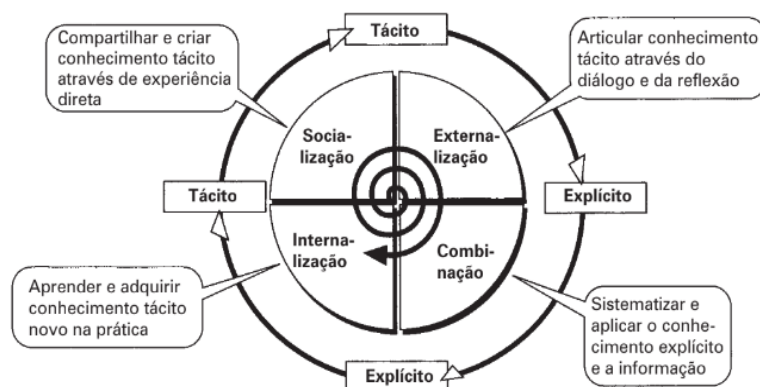 Tácito
Compartilhar e criar
conhecimento tácito
através de experiência
direta
Articular conhecimento
tácito através do
diálogo e da reflexão
Socia-
lização
Externa-
lização
Tácito
Explícito
Interna-
lização
Combi-
nação
Aprender e adquirir
conhecimento tácito
novo na prática
Sistematizar e
aplicar o conhe-
cimento explícito
e a informação
Explícito